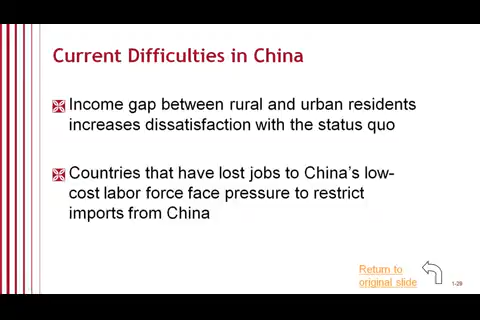 Current Difficulties in China
Income gap between rural and urban residents
increases dissatisfaction with the status quo
Countries that have lost jobs to China’s low-
cost labor force face pressure to restrict
imports from China
Return to
original slide
1-29